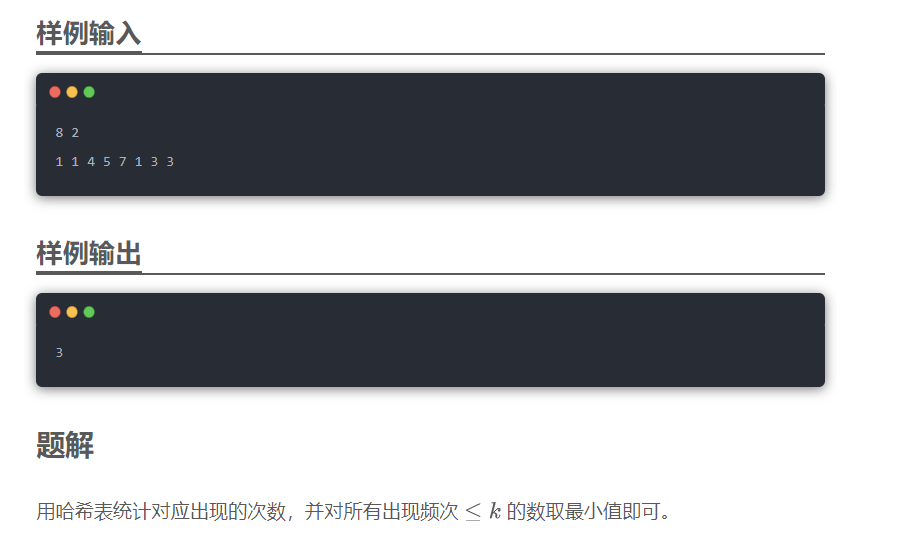 样例输入
8 2
1 1 4 5 7 1 3 3
样例输出
3
题解
用哈希表统计对应出现的次数，并对所有出现频次 ≤ k 的数取最小值即可。